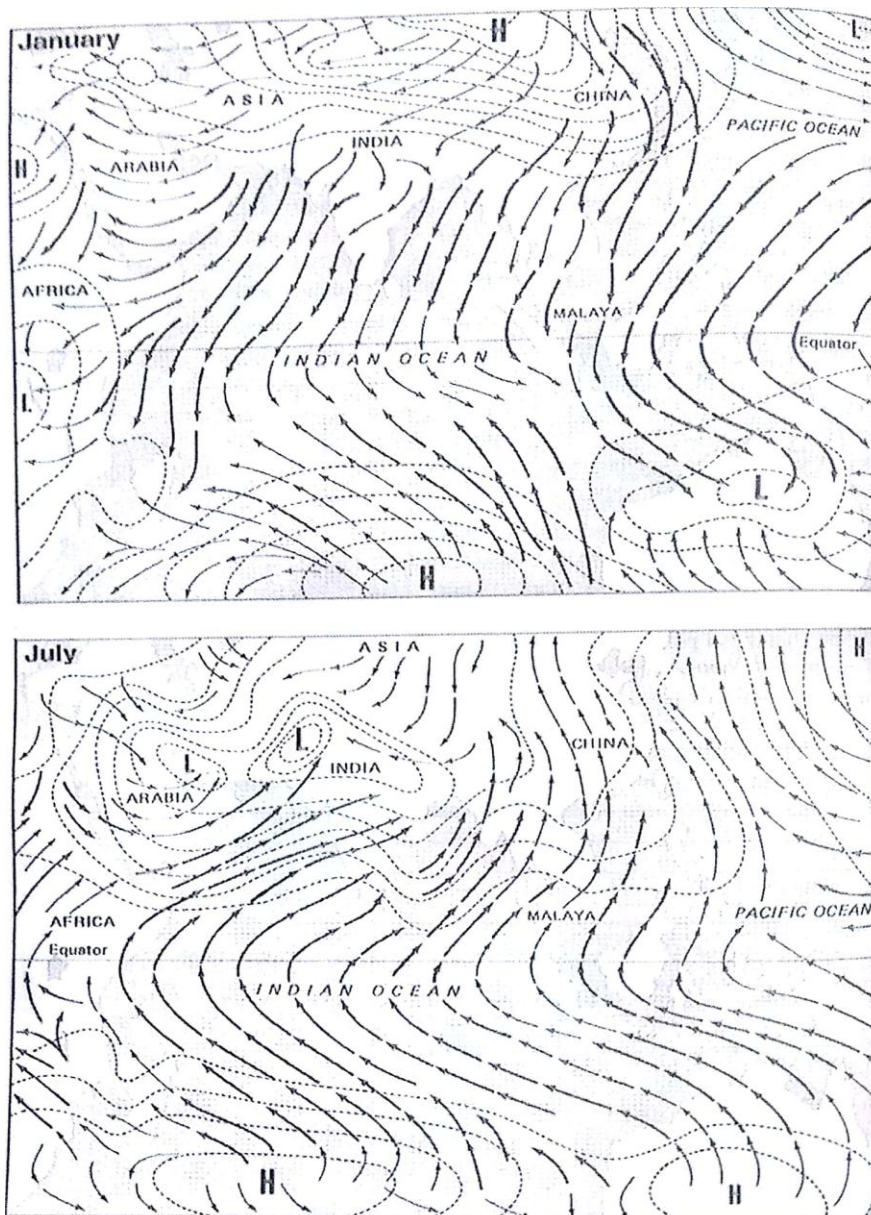 January
H
L
ASIA
CHINA
PACIFIC OCEAN
INDIA
H
ARABIA
AFRICA
MALAYA
INDIAN OCEAN
Equator
L
L
H
July
ASIA
H
L
L
INDIA
CHINA
ARABIA
AFRICA
MALAYA
PACIFIC OCEAN
Equator
INDIAN OCEAN
H
H